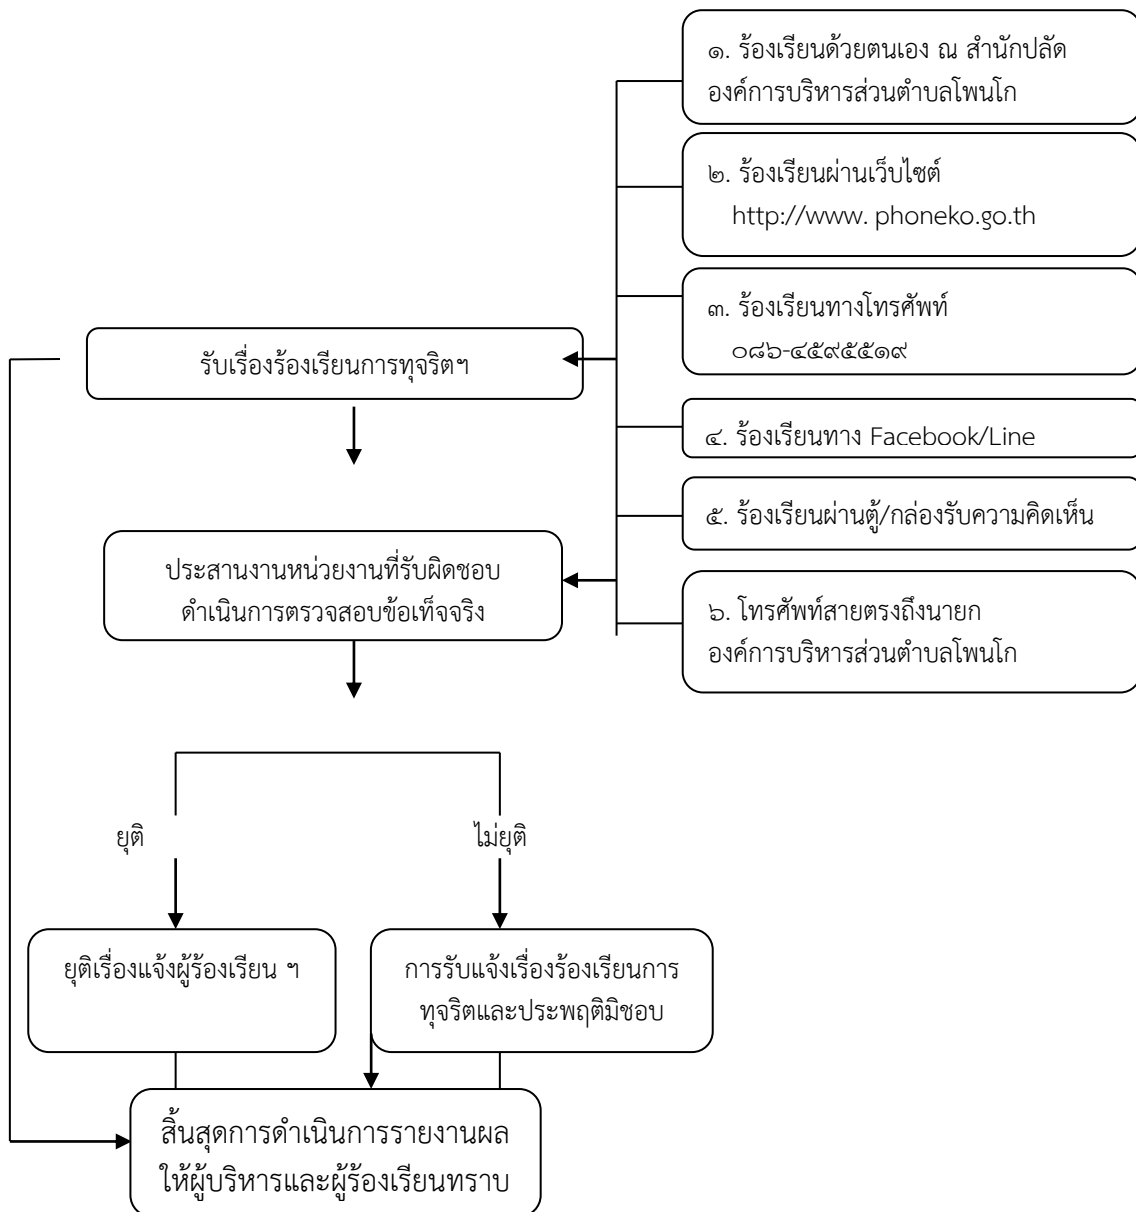 ๑. ร้องเรียนด้วยตนเอง ณ สำนักปลัด
องค์การบริหารส่วนตำบลโพนโก
๒. ร้องเรียนผ่านเว็บไซต์
http://www. phoneko.go.th
๓. ร้องเรียนทางโทรศัพท์
๐๘๖-๔๕๙๕๕๑๙
๔. ร้องเรียนทาง Facebook/Line
๕. ร้องเรียนผ่านตู้/กล่องรับความคิดเห็น
๖. โทรศัพท์สายตรงถึงนายก
องค์การบริหารส่วนตำบลโพนโก
รับเรื่องร้องเรียนการทุจริตฯ
ประสานงานหน่วยงานที่รับผิดชอบ
ดำเนินการตรวจสอบข้อเท็จจริง
ยุติ
ไม่ยุติ
ยุติเรื่องแจ้งผู้ร้องเรียน ฯ
การรับแจ้งเรื่องร้องเรียนการ
ทุจริตและประพฤติมิชอบ
สิ้นสุดการดำเนินการรายงานผล
ให้ผู้บริหารและผู้ร้องเรียนทราบ